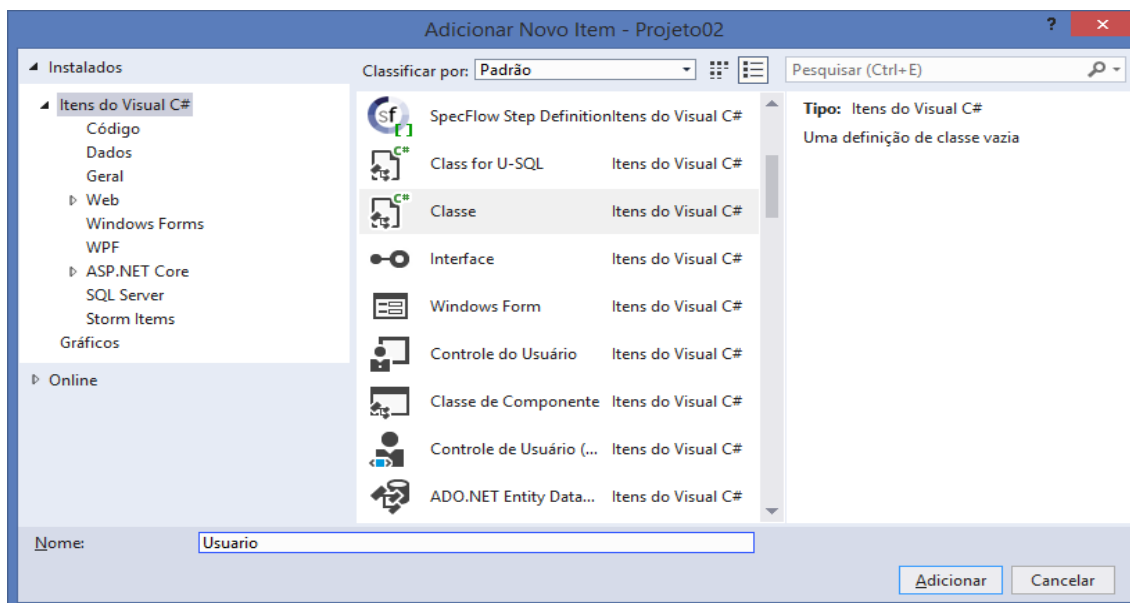 Adicionar Novo Item - Projeto02
?
Instalados
Itens do Visual C#
Código
Dados
Geral
Web
Windows Forms
WPF
ASP.NET Core
SQL Server
Storm Items
Gráficos
Online
Classificar por: Padrão
SpecFlow Step Definition Itens do Visual C#
Class for U-SQL Itens do Visual C#
Classe Itens do Visual C#
Interface Itens do Visual C#
Windows Form Itens do Visual C#
Controle do Usuário Itens do Visual C#
Classe de Componente Itens do Visual C#
Controle de Usuário (... Itens do Visual C#
ADO.NET Entity Data... Itens do Visual C#
Pesquisar (Ctrl+E)
Tipo: Itens do Visual C#
Uma definição de classe vazia
Nome: Usuario
Adicionar Cancelar